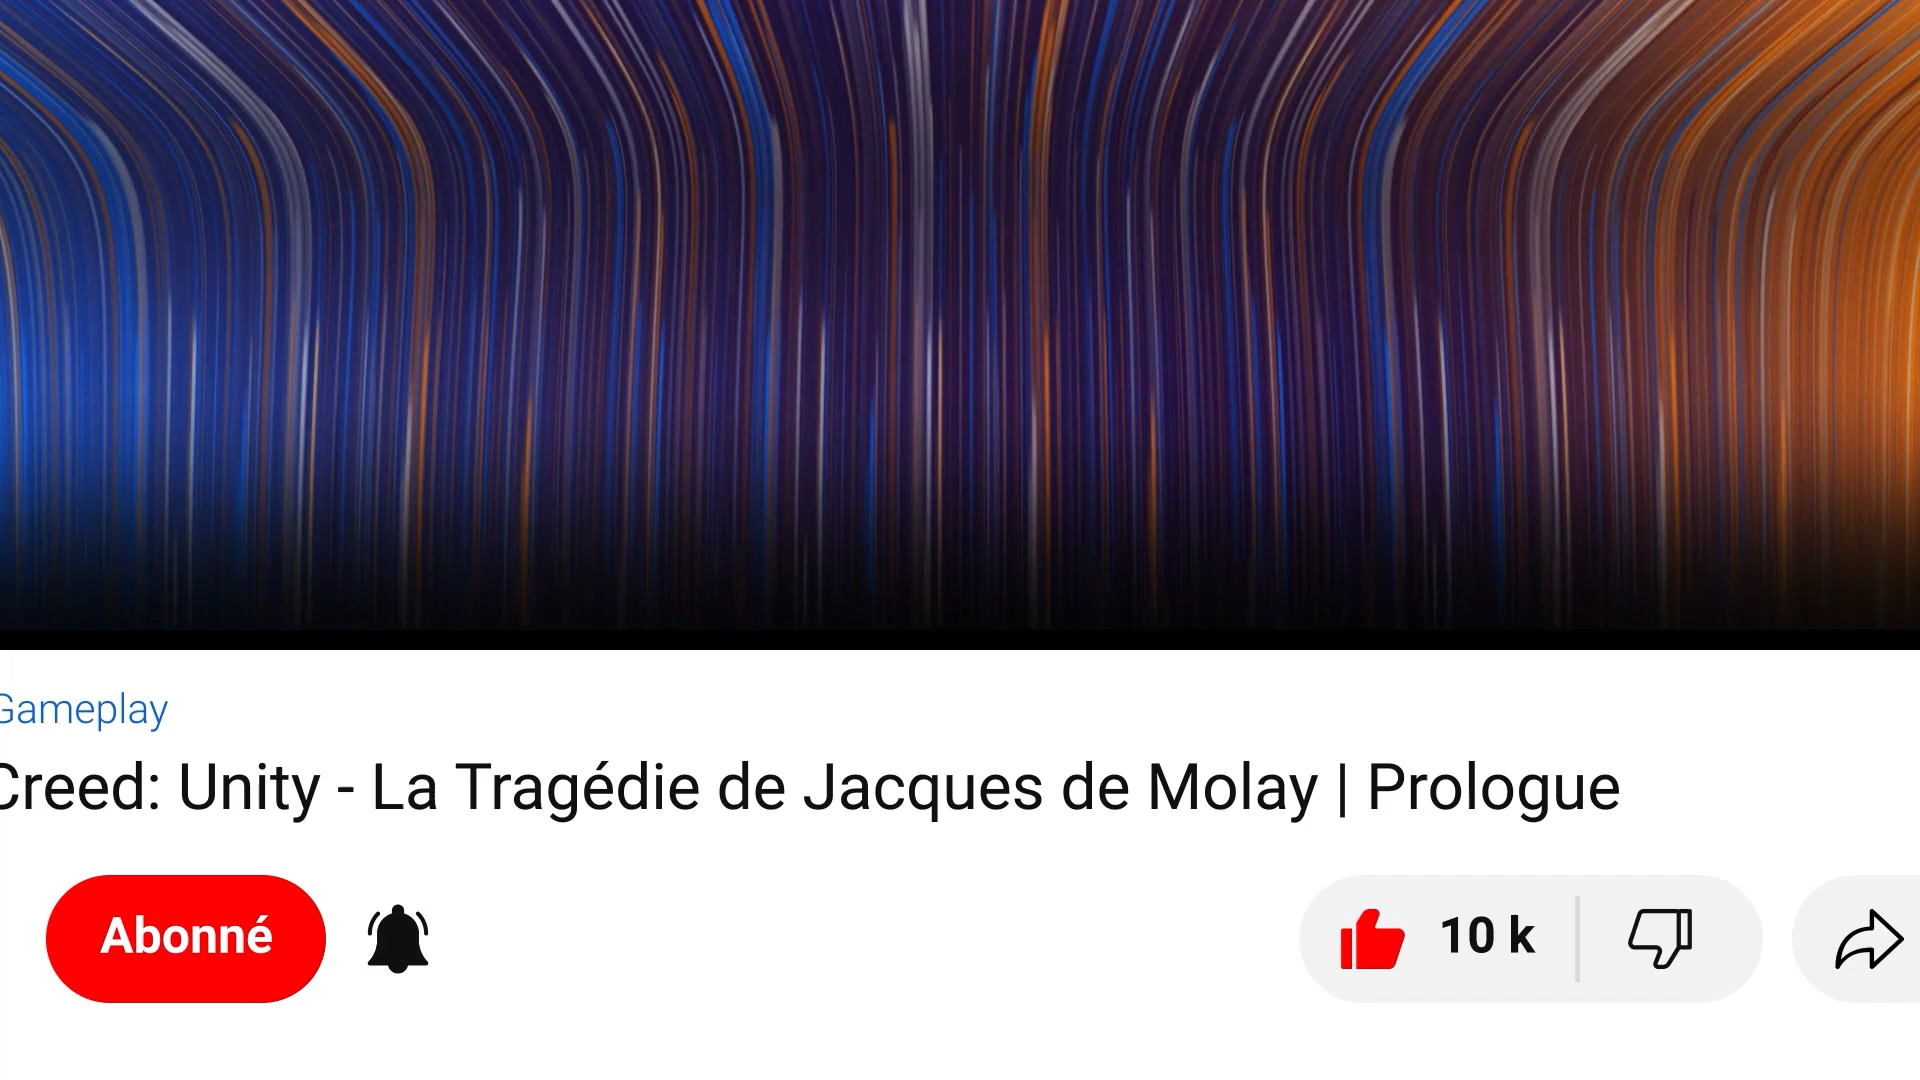 Gameplay
Creed: Unity - La Tragédie de Jacques de Molay | Prologue
Abonné
10 k